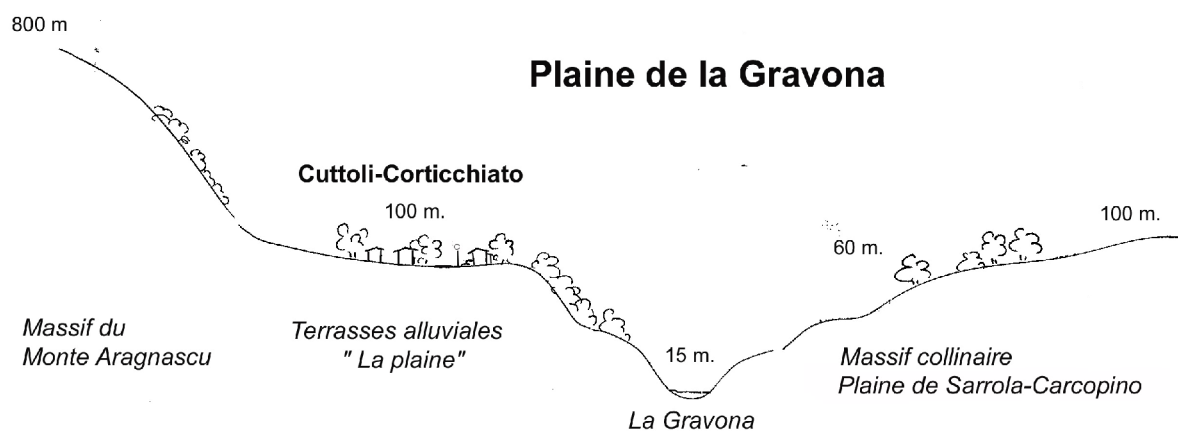 800 m
Plaine de la Gravona
Cuttoli-Corticchiato
100 m.
100 m.
60 m.
Massif du
Monte Aragnascu
Terrasses alluviales
" La plaine"
15 m.
Massif collinaire
Plaine de Sarrola-Carcopino
La Gravona